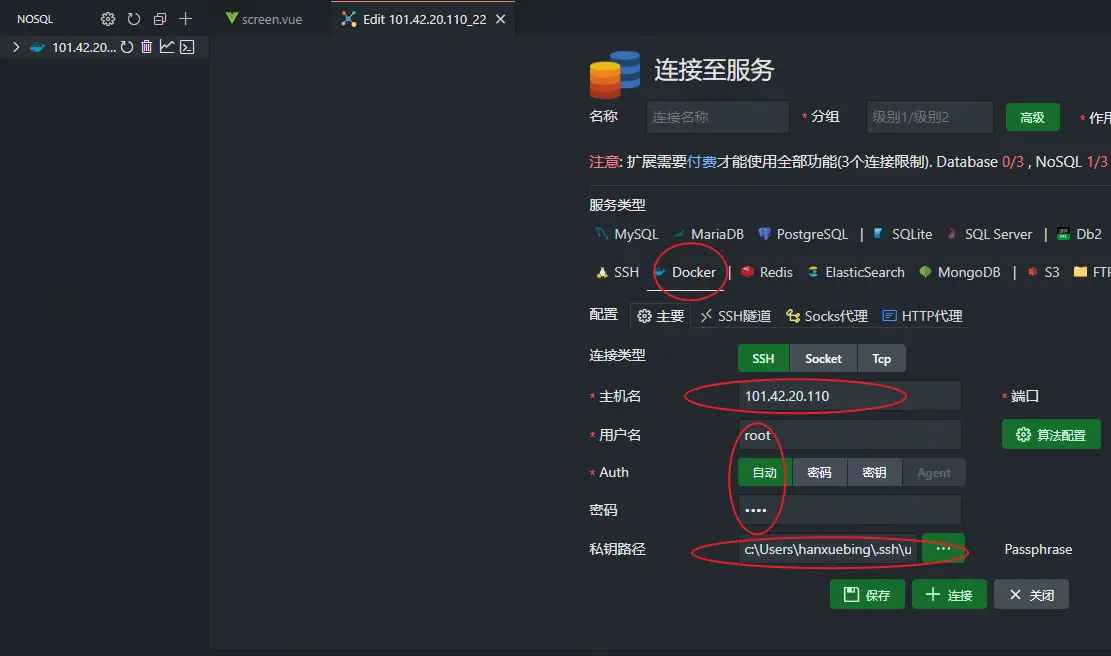 NOSQL
screen.vue
Edit 101.42.20.110_22
101.42.20...
连接至服务
名称 连接名称 * 分组 级别1/级别2 高级 * 作用
注意: 扩展需要付费才能使用全部功能(3个连接限制). Database 0/3 , NoSQL 1/3
服务类型
MySQL MariaDB PostgreSQL | SQLite SQL Server | Db2
SSH Docker | Redis ElasticSearch MongoDB | S3 FTP
配置 主要 SSH隧道 Socks代理 HTTP代理
连接类型 SSH Socket Tcp
* 主机名 101.42.20.110 * 端口
* 用户名 root 算法配置
* Auth 自动 密码 密钥 Agent
密码 ••••
私钥路径 c:\Users\hanxuebing\.ssh\u ... Passphrase
保存 连接 关闭